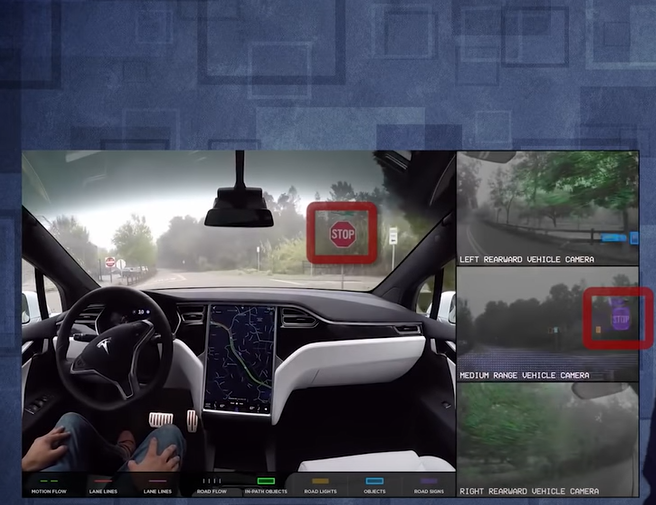 STOP
10
LEFT REARWARD VEHICLE CAMERA
STOP
MEDIUM RANGE VEHICLE CAMERA
RIGHT REARWARD VEHICLE CAMERA
MOTION FLOW
LANE LINES
LANE LINES
ROAD FLOW
IN-PATH OBJECTS
ROAD LIGHTS
OBJECTS
ROAD SIGNS